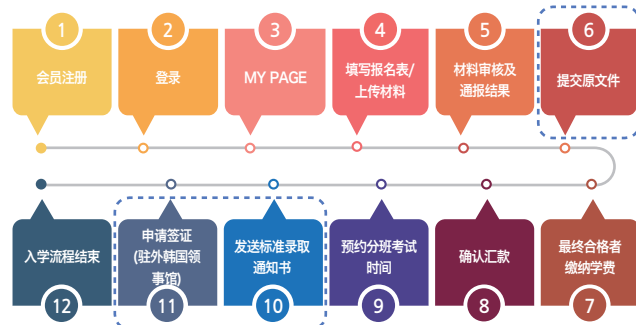 1
会员注册
2
登录
3
MY PAGE
4
填写报名表/
上传材料
5
材料审核及
通报结果
6
提交原文件
最终合格者
缴纳学费
7
确认汇款
8
预约分班考试
时间
9
发送标准录取
通知书
10
申请签证
(驻外韩国领
事馆)
11
入学流程结束
12